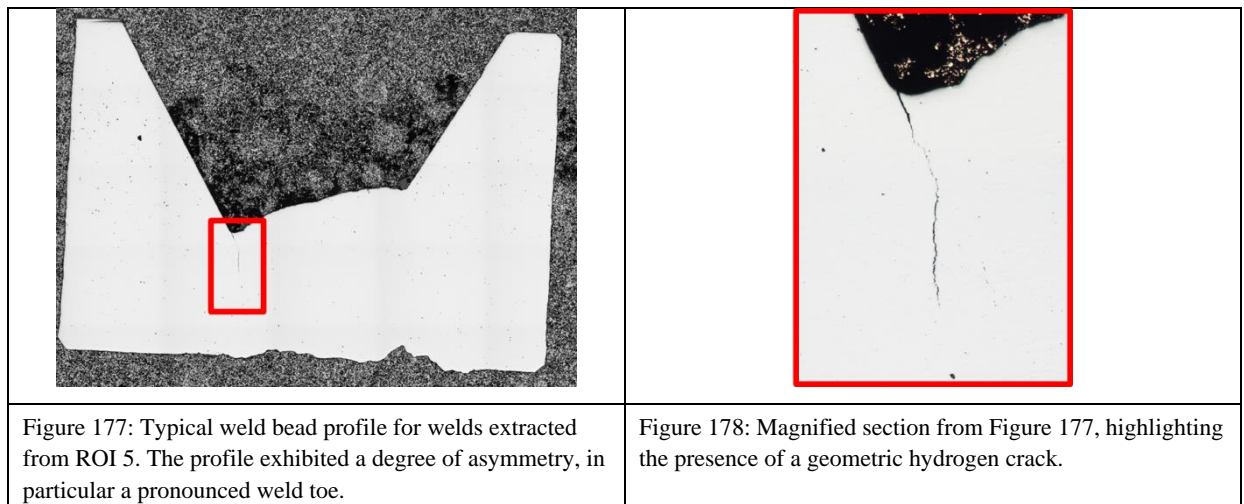 Figure 177: Typical weld bead profile for welds extracted
from ROI 5. The profile exhibited a degree of asymmetry, in
particular a pronounced weld toe.
Figure 178: Magnified section from Figure 177, highlighting
the presence of a geometric hydrogen crack.